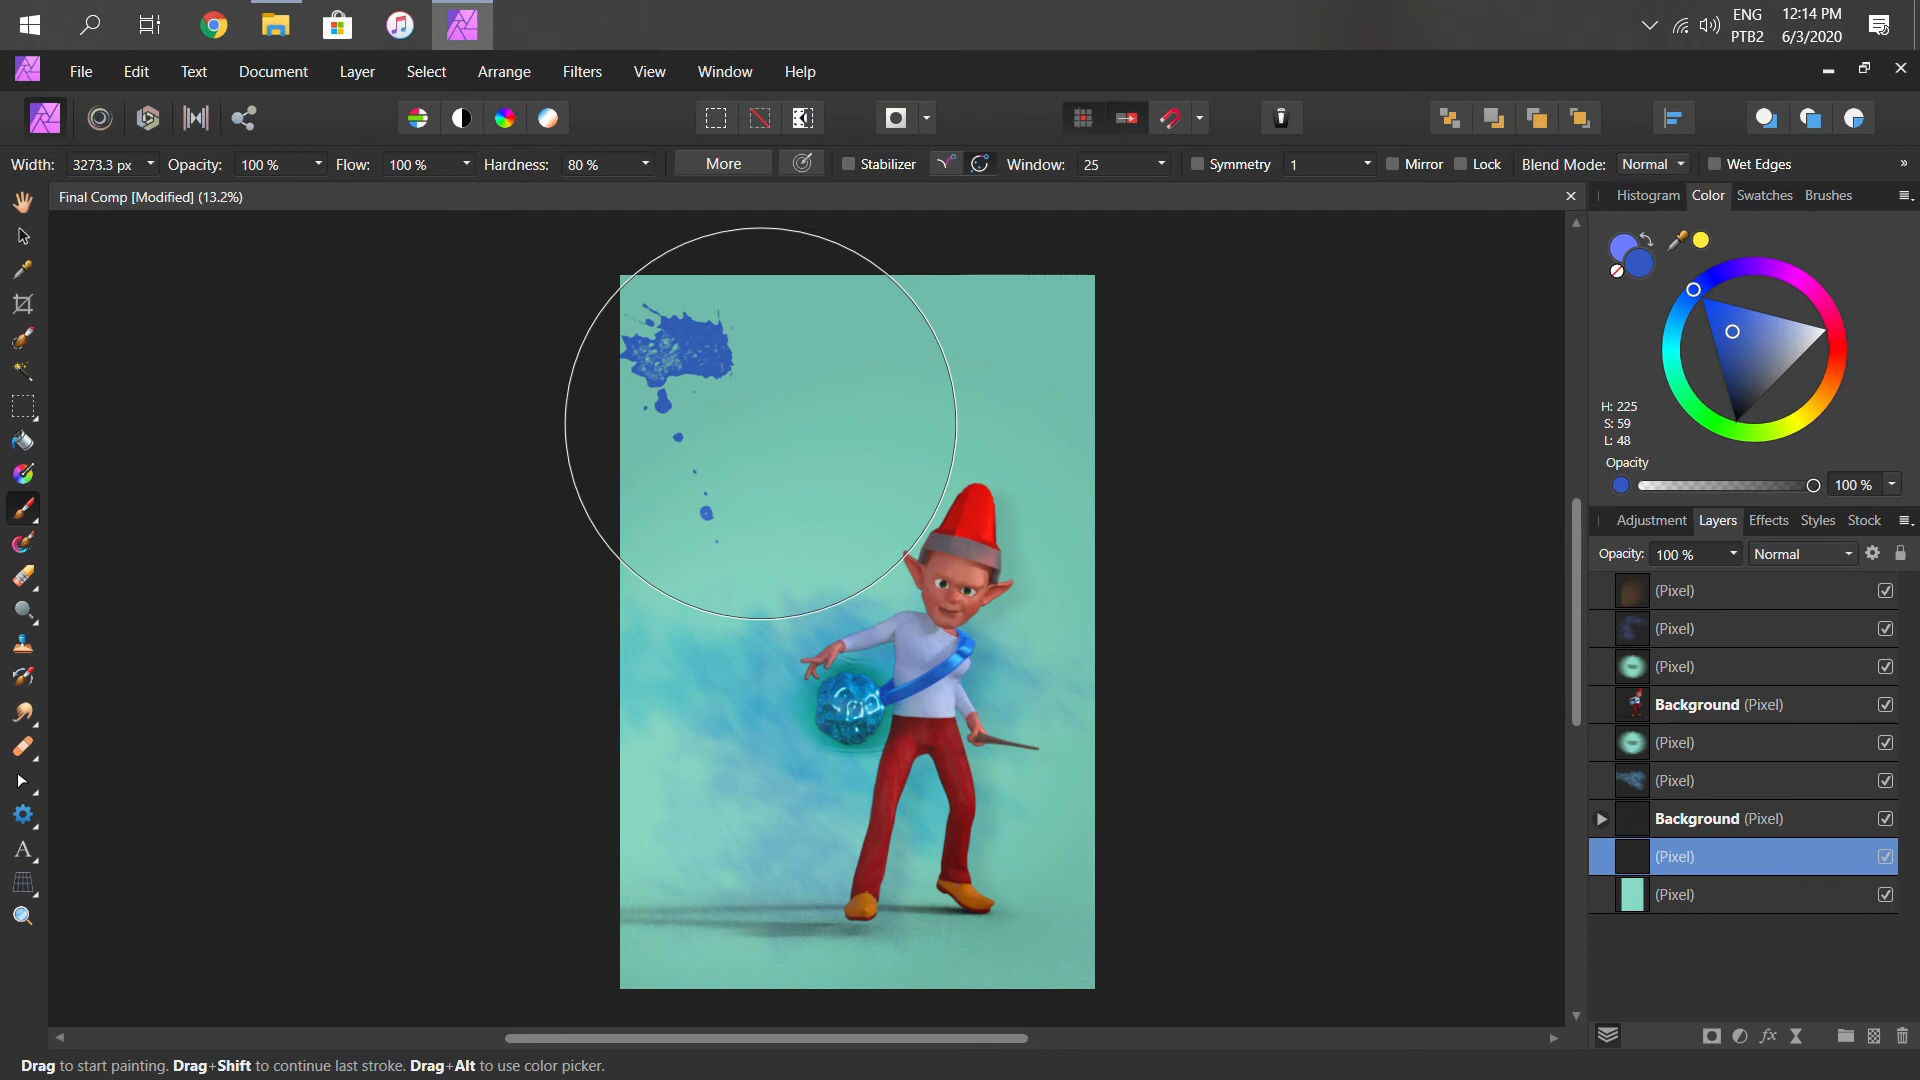 ENG 12:14 PM
PTB2 6/3/2020
File Edit Text Document Layer Select Arrange Filters View Window Help
Width: 3273.3 px Opacity: 100 % Flow: 100 % Hardness: 80 % More Stabilizer Window: 25 Symmetry 1 Mirror Lock Blend Mode: Normal Wet Edges »
Final Comp [Modified] (13.2%)
Histogram Color Swatches Brushes
H: 225
S: 59
L: 48
Opacity
100 %
Adjustment Layers Effects Styles Stock
Opacity: 100 % Normal
(Pixel)
(Pixel)
(Pixel)
Background (Pixel)
(Pixel)
(Pixel)
Background (Pixel)
(Pixel)
(Pixel)
Drag to start painting. Drag+Shift to continue last stroke. Drag+Alt to use color picker.